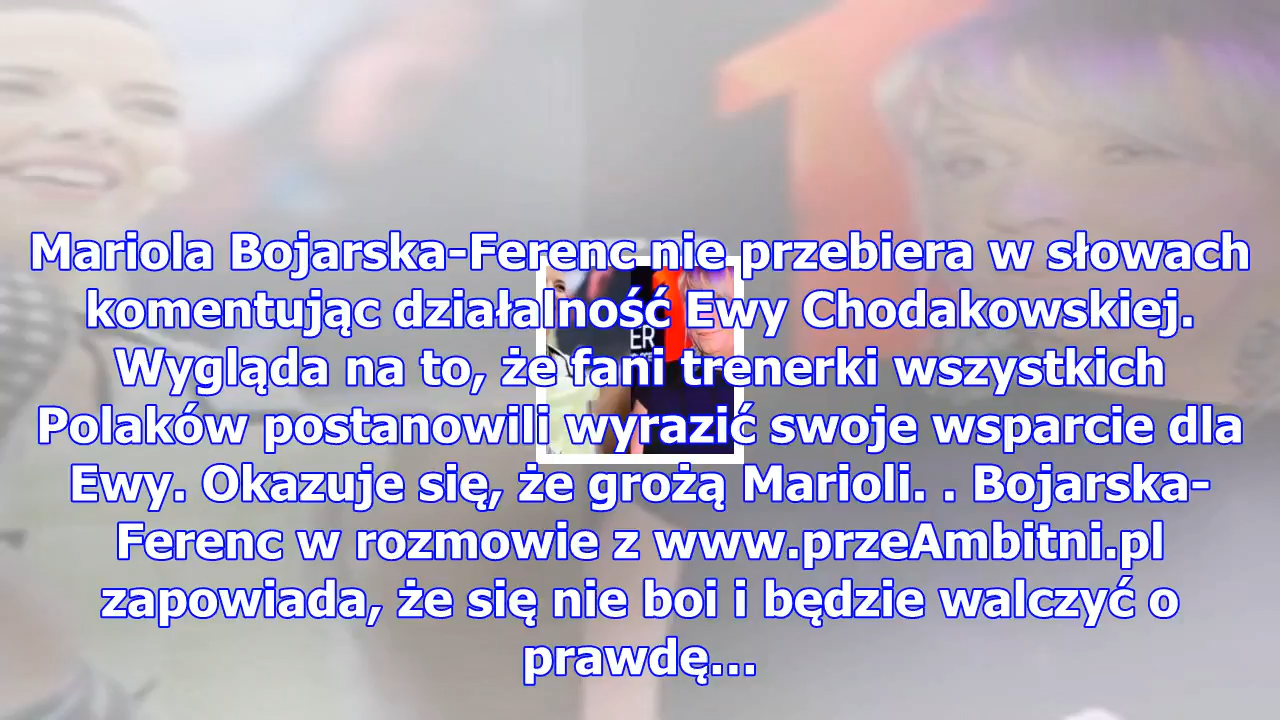 Mariola Bojarska-Ferenc nie przebiera w słowach
komentując działalność Ewy Chodakowskiej.
Wygląda na to, że fani trenerki wszystkich
Polaków postanowili wyrazić swoje wsparcie dla
Ewy. Okazuje się, że grożą Marioli. . Bojarska-
Ferenc w rozmowie z www.przeAmbitni.pl
zapowiada, że się nie boi i będzie walczyć o
prawdę...
ER